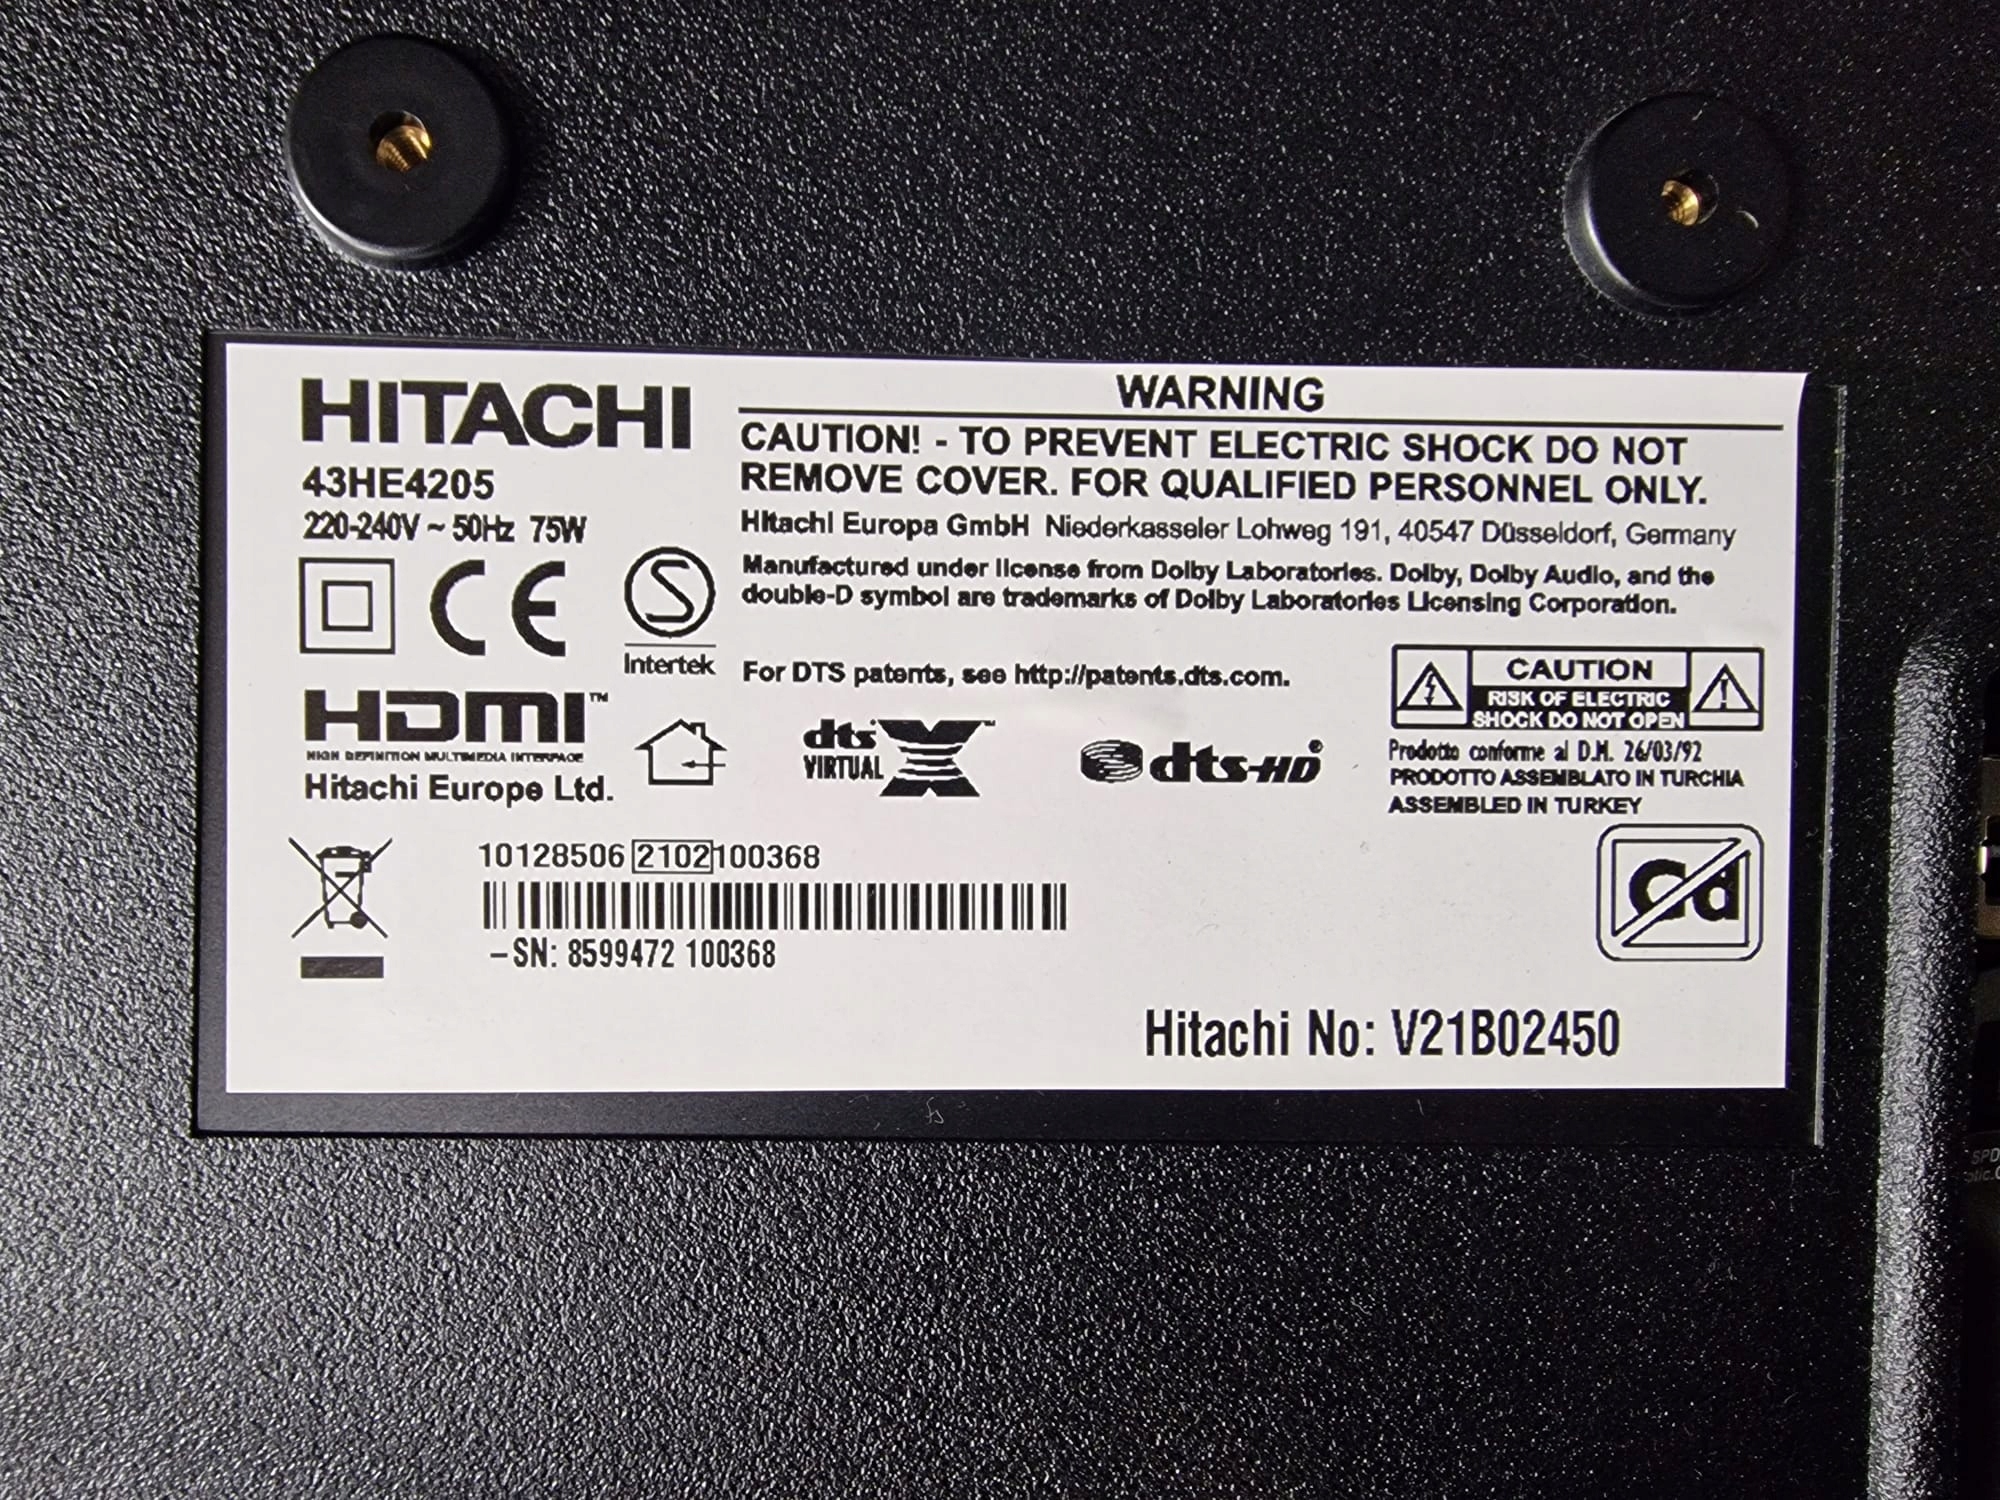 HITACHI
43HE4205
220-240V ~ 50Hz 75W
Intertek
HDMI™
HIGH DEFINITION MULTIMEDIA INTERFACE
Hitachi Europe Ltd.
WARNING
CAUTION! - TO PREVENT ELECTRIC SHOCK DO NOT
REMOVE COVER. FOR QUALIFIED PERSONNEL ONLY.
Hitachi Europa GmbH Niederkasseler Lohweg 191, 40547 Düsseldorf, Germany
Manufactured under license from Dolby Laboratories. Dolby, Dolby Audio, and the
double-D symbol are trademarks of Dolby Laboratories Licensing Corporation.
For DTS patents, see http://patents.dts.com.
dts X™
VIRTUAL
dts-HD®
CAUTION
RISK OF ELECTRIC
SHOCK DO NOT OPEN
Prodotto conforme al D.M. 26/03/92
PRODOTTO ASSEMBLATO IN TURCHIA
ASSEMBLED IN TURKEY
10128506 2102 100368
-SN: 8599472 100368
Pb
Hitachi No: V21B02450
SPD